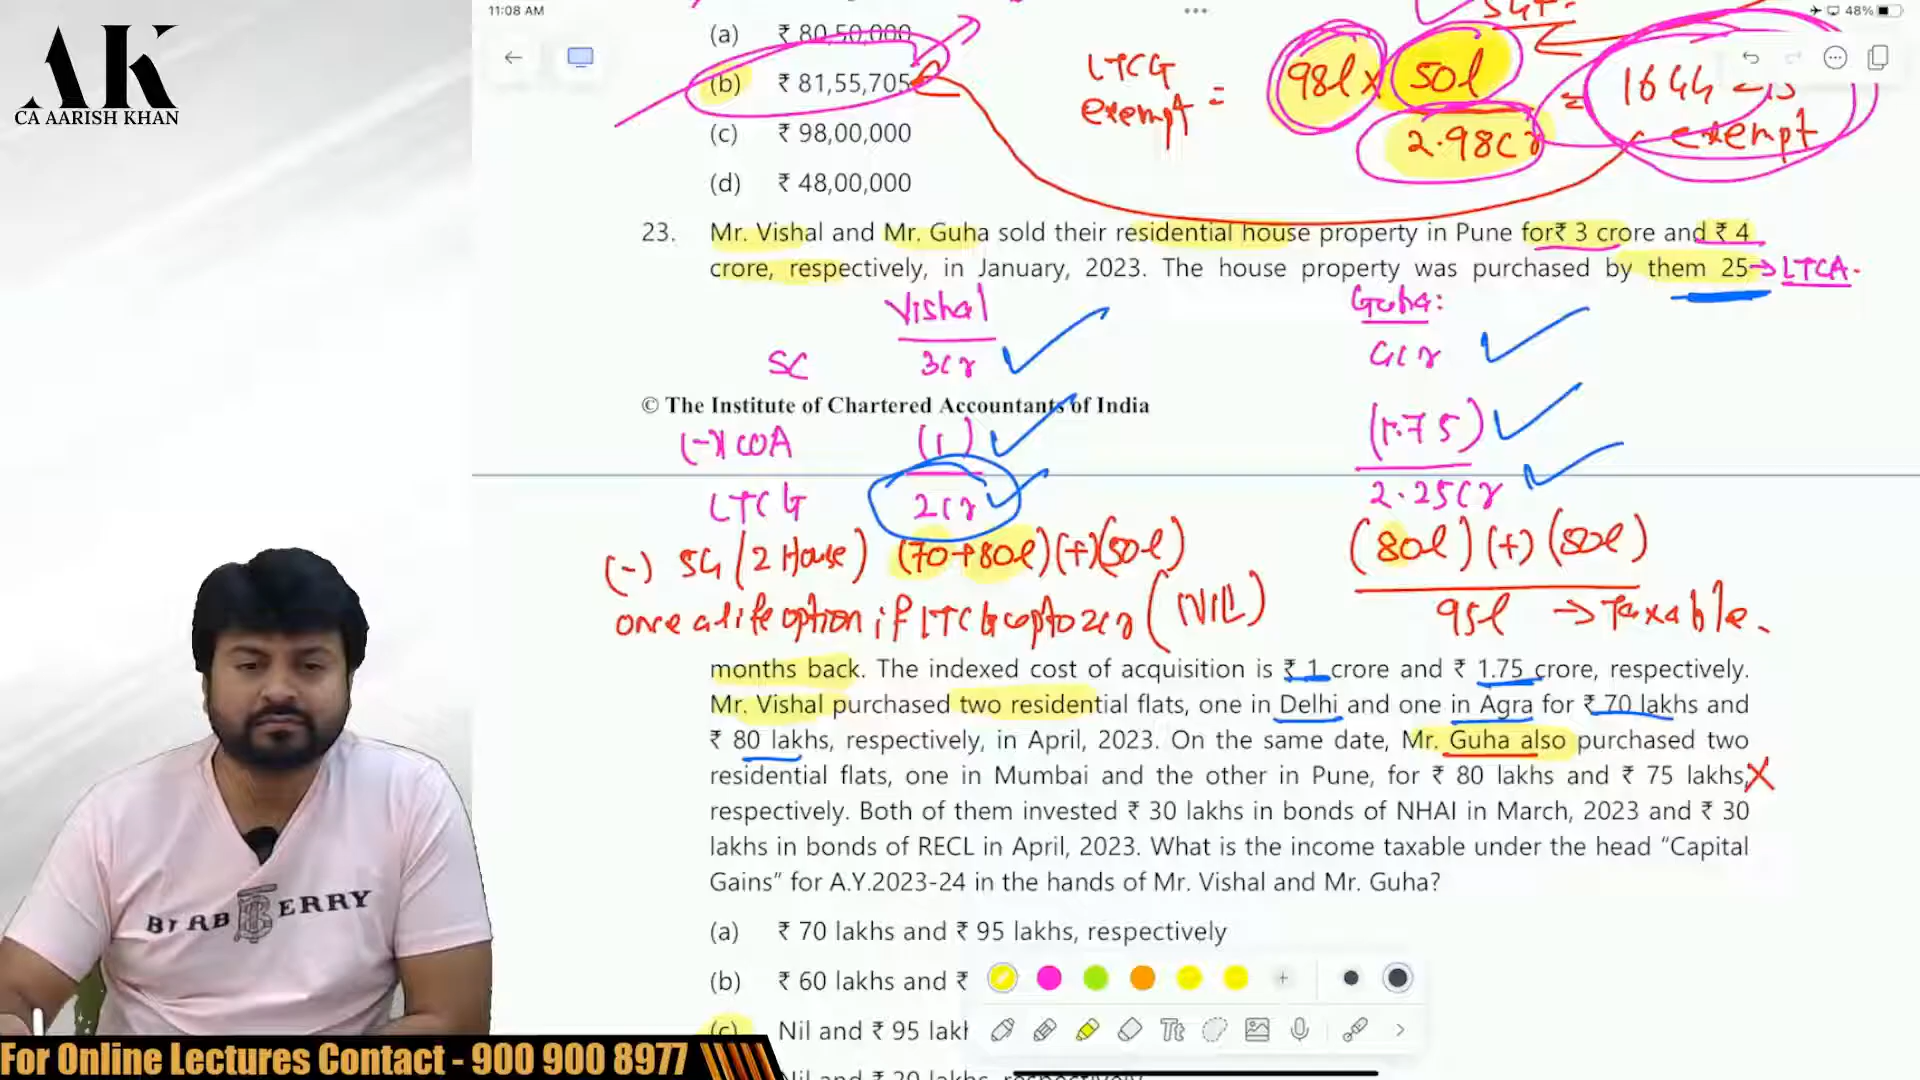 11:08 AM
48%
AK
CA AARISH KHAN
(a) ₹ 80,50,000
(b) ₹ 81,55,705
(c) ₹ 98,00,000
(d) ₹ 48,00,000
LTCG
exempt =
98l x 50l
2.98Cr
exempt
23. Mr. Vishal and Mr. Guha sold their residential house property in Pune for₹ 3 crore and ₹ 4
crore, respectively, in January, 2023. The house property was purchased by them 25 → LTCA.
Vishal
Guha:
SC 3Cr 4Cr
© The Institute of Chartered Accountants of India
(-) COA (1) (1.75)
LTCG 2Cr 2.25Cr
(-) 54 (2 House) (70+80l) (+) (50l) (80l) (+) (50l)
once a life option if LTCG upto 2Cr (NIL) 95l → Taxable.
months back. The indexed cost of acquisition is ₹ 1 crore and ₹ 1.75 crore, respectively.
Mr. Vishal purchased two residential flats, one in Delhi and one in Agra for ₹ 70 lakhs and
₹ 80 lakhs, respectively, in April, 2023. On the same date, Mr. Guha also purchased two
residential flats, one in Mumbai and the other in Pune, for ₹ 80 lakhs and ₹ 75 lakhs,
respectively. Both of them invested ₹ 30 lakhs in bonds of NHAI in March, 2023 and ₹ 30
lakhs in bonds of RECL in April, 2023. What is the income taxable under the head “Capital
Gains” for A.Y.2023-24 in the hands of Mr. Vishal and Mr. Guha?
(a) ₹ 70 lakhs and ₹ 95 lakhs, respectively
(b) ₹ 60 lakhs and ₹
(c) Nil and ₹ 95 lakh
Nil and ₹ 20 lakhs, respectively
Tt
BERRY
For Online Lectures Contact - 900 900 8977